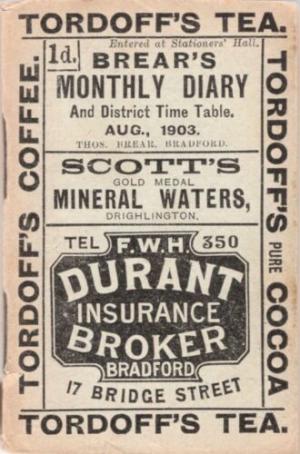 TORDOFF'S TEA.
TORDOFF'S COFFEE.
1d.
Entered at Stationers' Hall.
BREAR'S
MONTHLY DIARY
And District Time Table.
AUG., 1903.
THOS. BREAR, BRADFORD.
SCOTT'S
GOLD MEDAL
MINERAL WATERS,
DRIGHLINGTON,
TEL F.W.H. 350
DURANT
INSURANCE
BROKER
BRADFORD
17 BRIDGE STREET
TORDOFF'S PURE COCOA
TORDOFF'S TEA.